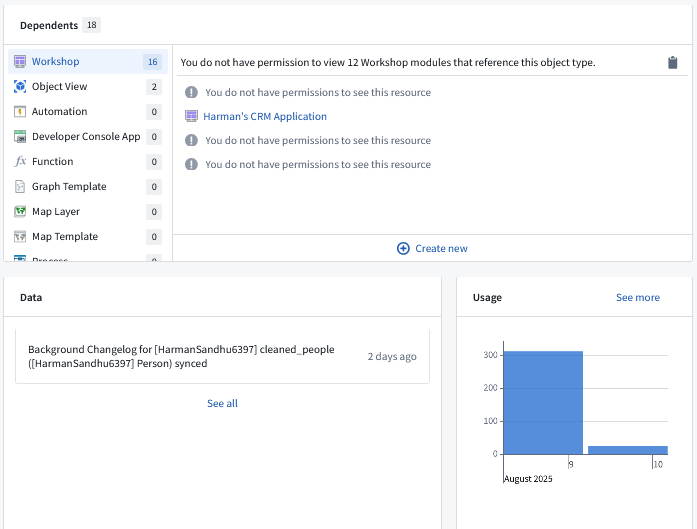 Dependents 18
Workshop 16
Object View 2
Automation 0
Developer Console App 0
Function 0
Graph Template 0
Map Layer 0
Map Template 0
You do not have permission to view 12 Workshop modules that reference this object type.
You do not have permissions to see this resource
Harman's CRM Application
You do not have permissions to see this resource
You do not have permissions to see this resource
Create new
Data
Background Changelog for [HarmanSandhu6397] cleaned_people
([HarmanSandhu6397] Person) synced
2 days ago
See all
Usage
See more
300
200
100
0
9
10
August 2025